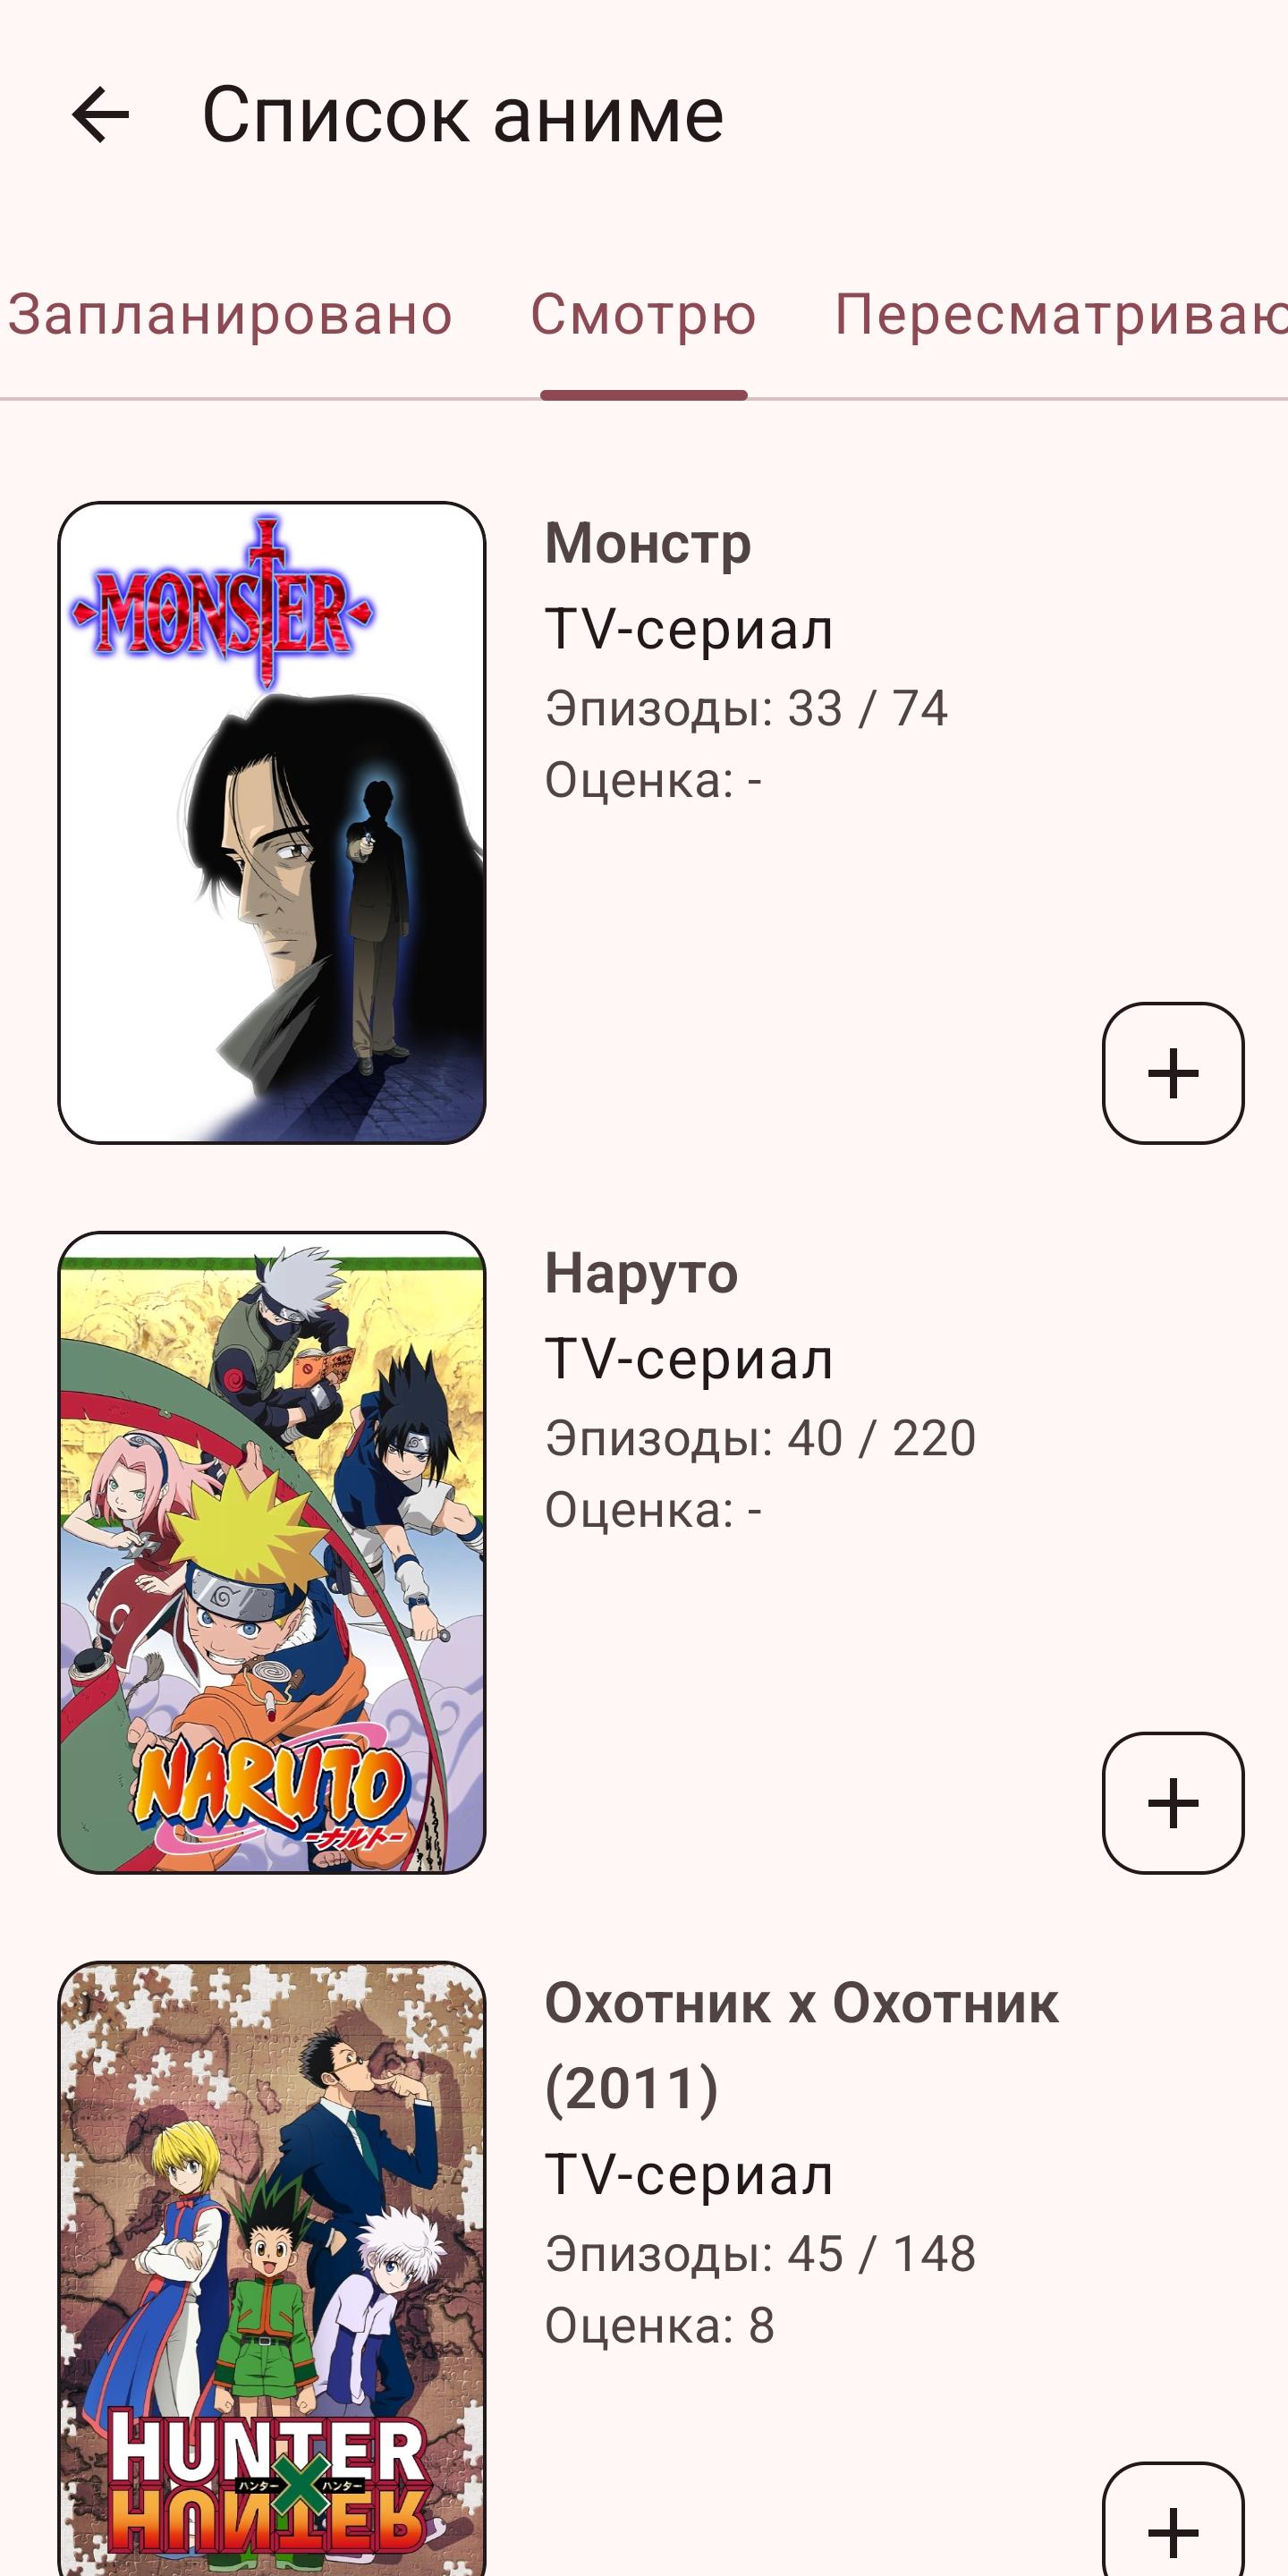 Список аниме
Запланировано Смотрю Пересматриваю
MONSTER
Монстр
TV-сериал
Эпизоды: 33 / 74
Оценка: -
Наруто
TV-сериал
Эпизоды: 40 / 220
Оценка: -
NARUTO
-ナルト-
Охотник x Охотник
(2011)
TV-сериал
Эпизоды: 45 / 148
Оценка: 8
HUNTER
ハンター X ハンター
HUNTER